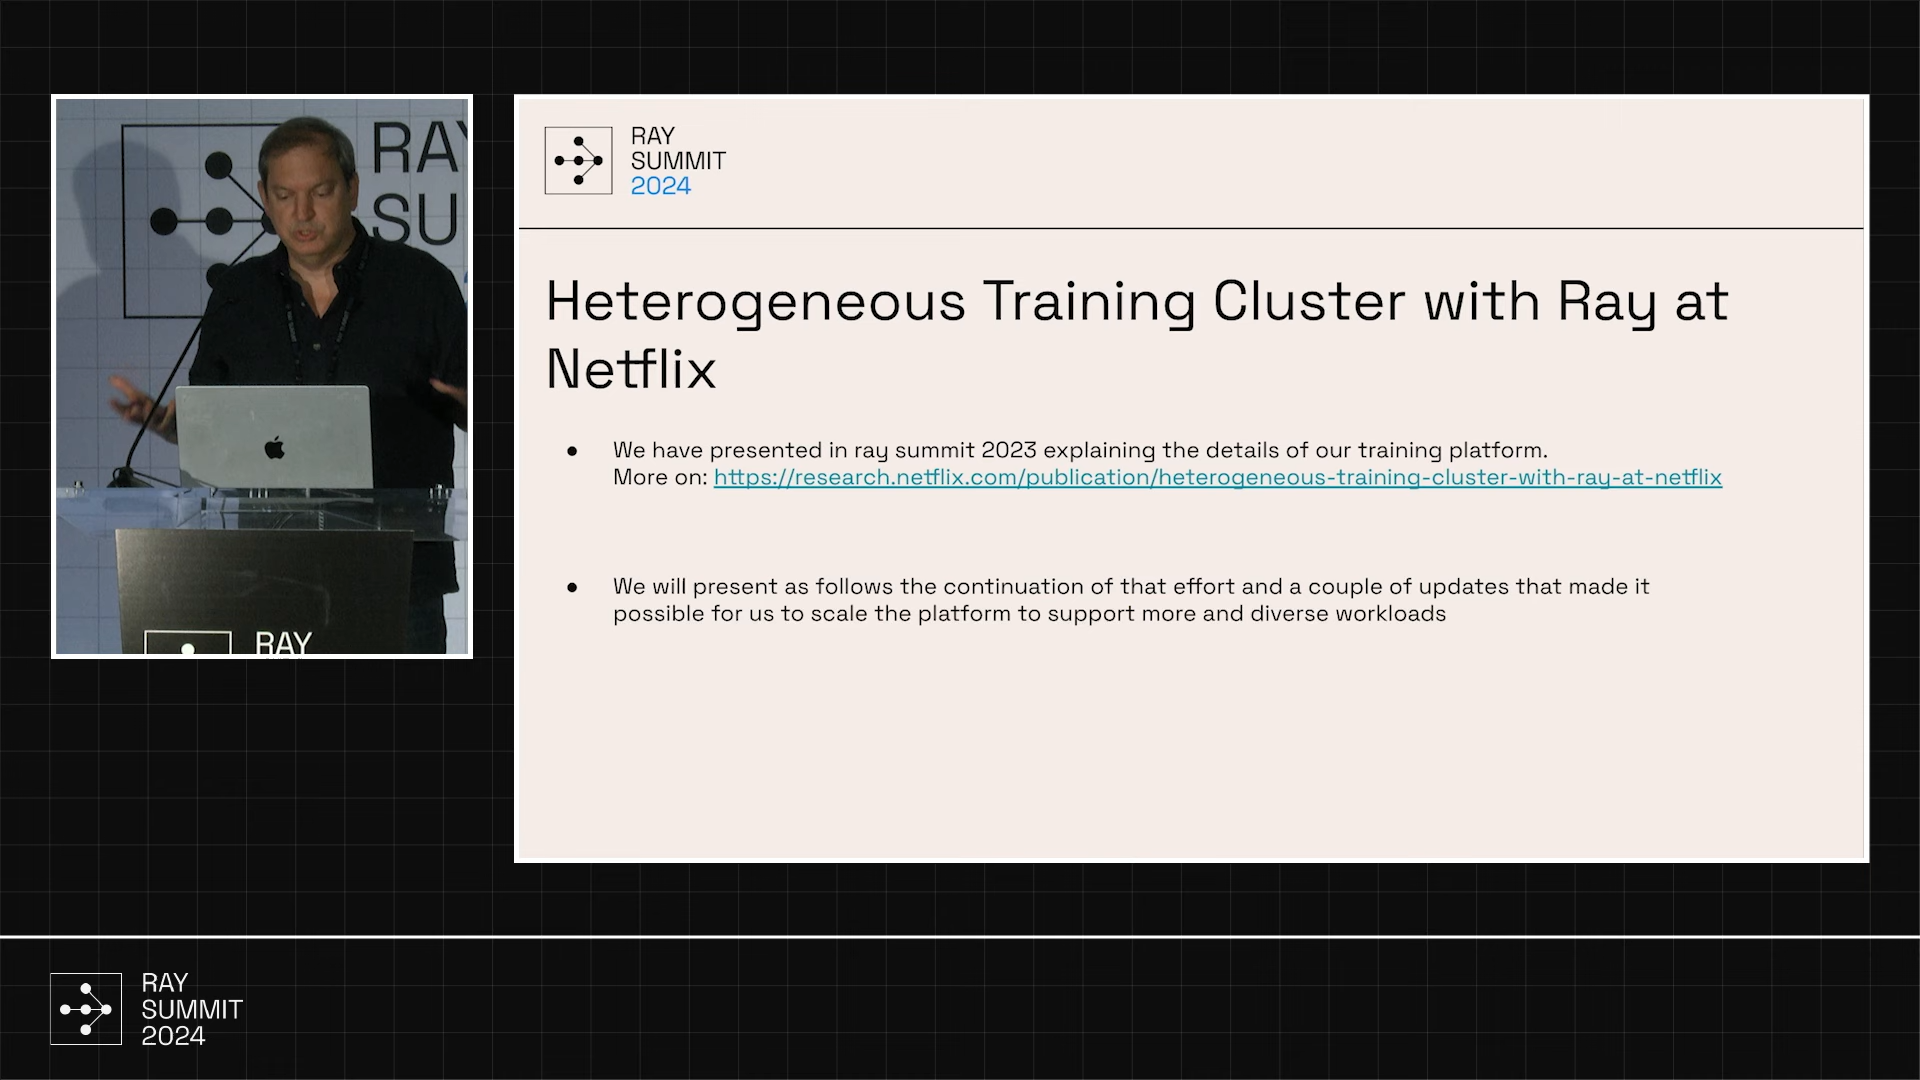 RAY
SU
RAY
RAY
SUMMIT
2024
Heterogeneous Training Cluster with Ray at
Netflix
● We have presented in ray summit 2023 explaining the details of our training platform.
More on: https://research.netflix.com/publication/heterogeneous-training-cluster-with-ray-at-netflix
● We will present as follows the continuation of that effort and a couple of updates that made it
possible for us to scale the platform to support more and diverse workloads
RAY
SUMMIT
2024